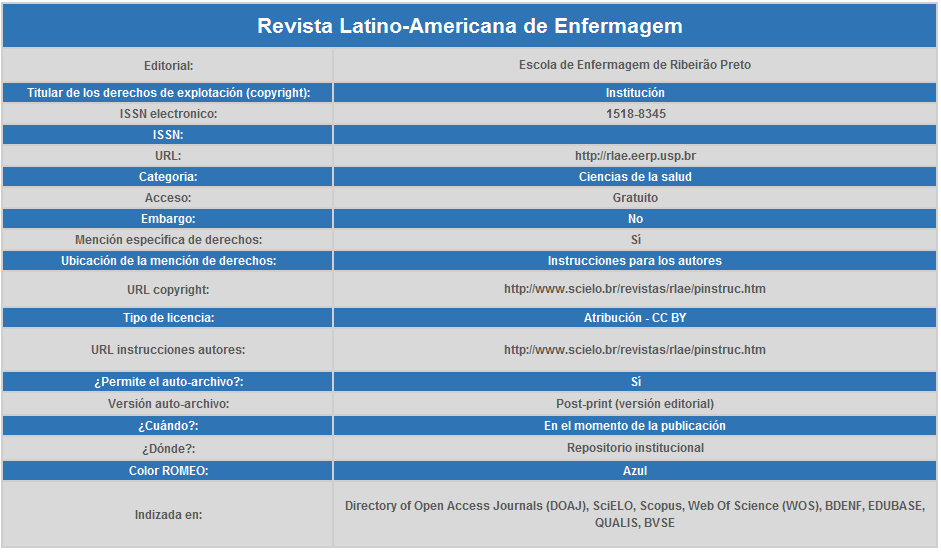 Revista Latino-Americana de Enfermagem
Editorial: Escola de Enfermagem de Ribeirão Preto
Titular de los derechos de explotación (copyright): Institución
ISSN electronico: 1518-8345
ISSN:
URL: http://rlae.eerp.usp.br
Categoria: Ciencias de la salud
Acceso: Gratuito
Embargo: No
Mención específica de derechos: Sí
Ubicación de la mención de derechos: Instrucciones para los autores
URL copyright: http://www.scielo.br/revistas/rlae/pinstruc.htm
Tipo de licencia: Atribución - CC BY
URL instrucciones autores: http://www.scielo.br/revistas/rlae/pinstruc.htm
¿Permite el auto-archivo?: Sí
Versión auto-archivo: Post-print (versión editorial)
¿Cuándo?: En el momento de la publicación
¿Dónde?: Repositorio institucional
Color ROMEO: Azul
Indizada en: Directory of Open Access Journals (DOAJ), SciELO, Scopus, Web Of Science (WOS), BDENF, EDUBASE,
QUALIS, BVSE